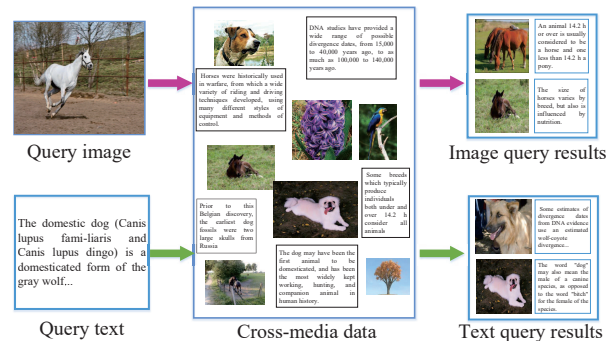 Query image
The domestic dog (Canis
lupus fami-liaris and
Canis lupus dingo) is a
domesticated form of the
gray wolf...
Query text
DNA studies have provided a
wide range of possible
divergence dates, from 15,000
to 40,000 years ago, to as
much as 100,000 to 140,000
years ago.
Horses were historically used
in warfare, from which a wide
variety of riding and driving
techniques developed, using
many different styles of
equipment and methods of
control.
Some breeds
which typically
produce
individuals
both under and
over 14.2 h
consider all
animals
Prior to this
Belgian discovery,
the earliest dog
fossils were two
large skulls from
Russia
The dog may have been the
first animal to be
domesticated, and has been
the most widely kept
working, hunting, and
companion animal in
human history.
Cross-media data
An animal 14.2 h
or over is usually
considered to be
a horse and one
less than 14.2 h a
pony.
The size of
horses varies by
breed, but also is
influenced by
nutrition.
Image query results
Some estimates of
divergence dates
from DNA evidence
use an estimated
wolf-coyote
divergence...
The word "dog"
may also mean the
male of a canine
species, as opposed
to the word "bitch"
for the female of the
species.
Text query results